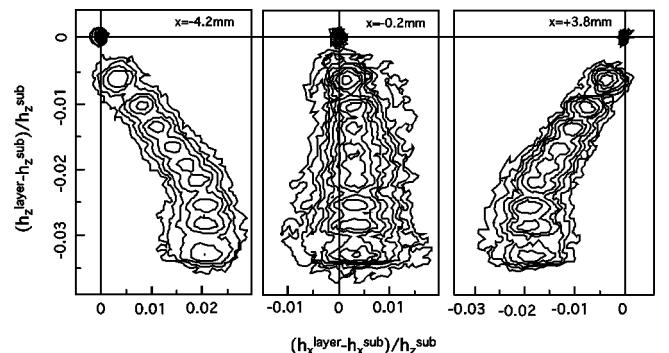 x=-4.2mm
x=-0.2mm
x=+3.8mm
0
-0.01
-0.02
-0.03
(h_z^layer-h_z^sub)/h_z^sub
0 0.01 0.02
-0.01 0 0.01
-0.03 -0.02 -0.01 0
(h_x^layer-h_x^sub)/h_z^sub